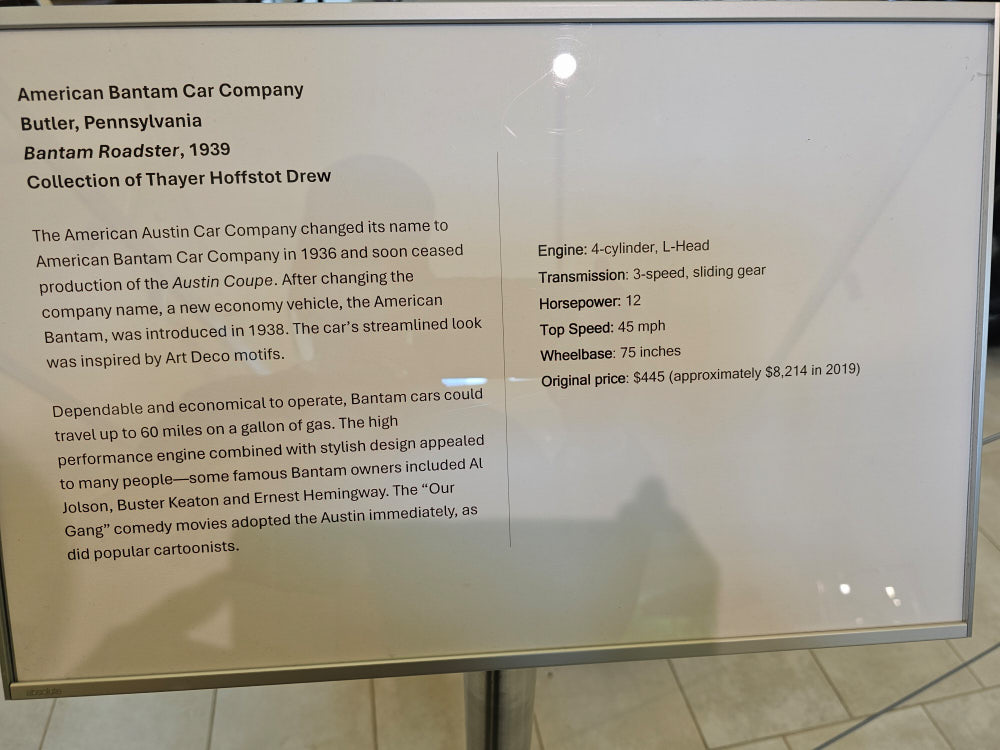 American Bantam Car Company
Butler, Pennsylvania
Bantam Roadster, 1939
Collection of Thayer Hoffstot Drew
The American Austin Car Company changed its name to
American Bantam Car Company in 1936 and soon ceased
production of the Austin Coupe. After changing the
company name, a new economy vehicle, the American
Bantam, was introduced in 1938. The car's streamlined look
was inspired by Art Deco motifs.
Dependable and economical to operate, Bantam cars could
travel up to 60 miles on a gallon of gas. The high
performance engine combined with stylish design appealed
to many people—some famous Bantam owners included Al
Jolson, Buster Keaton and Ernest Hemingway. The “Our
Gang” comedy movies adopted the Austin immediately, as
did popular cartoonists.
Engine: 4-cylinder, L-Head
Transmission: 3-speed, sliding gear
Horsepower: 12
Top Speed: 45 mph
Wheelbase: 75 inches
Original price: $445 (approximately $8,214 in 2019)
absolute